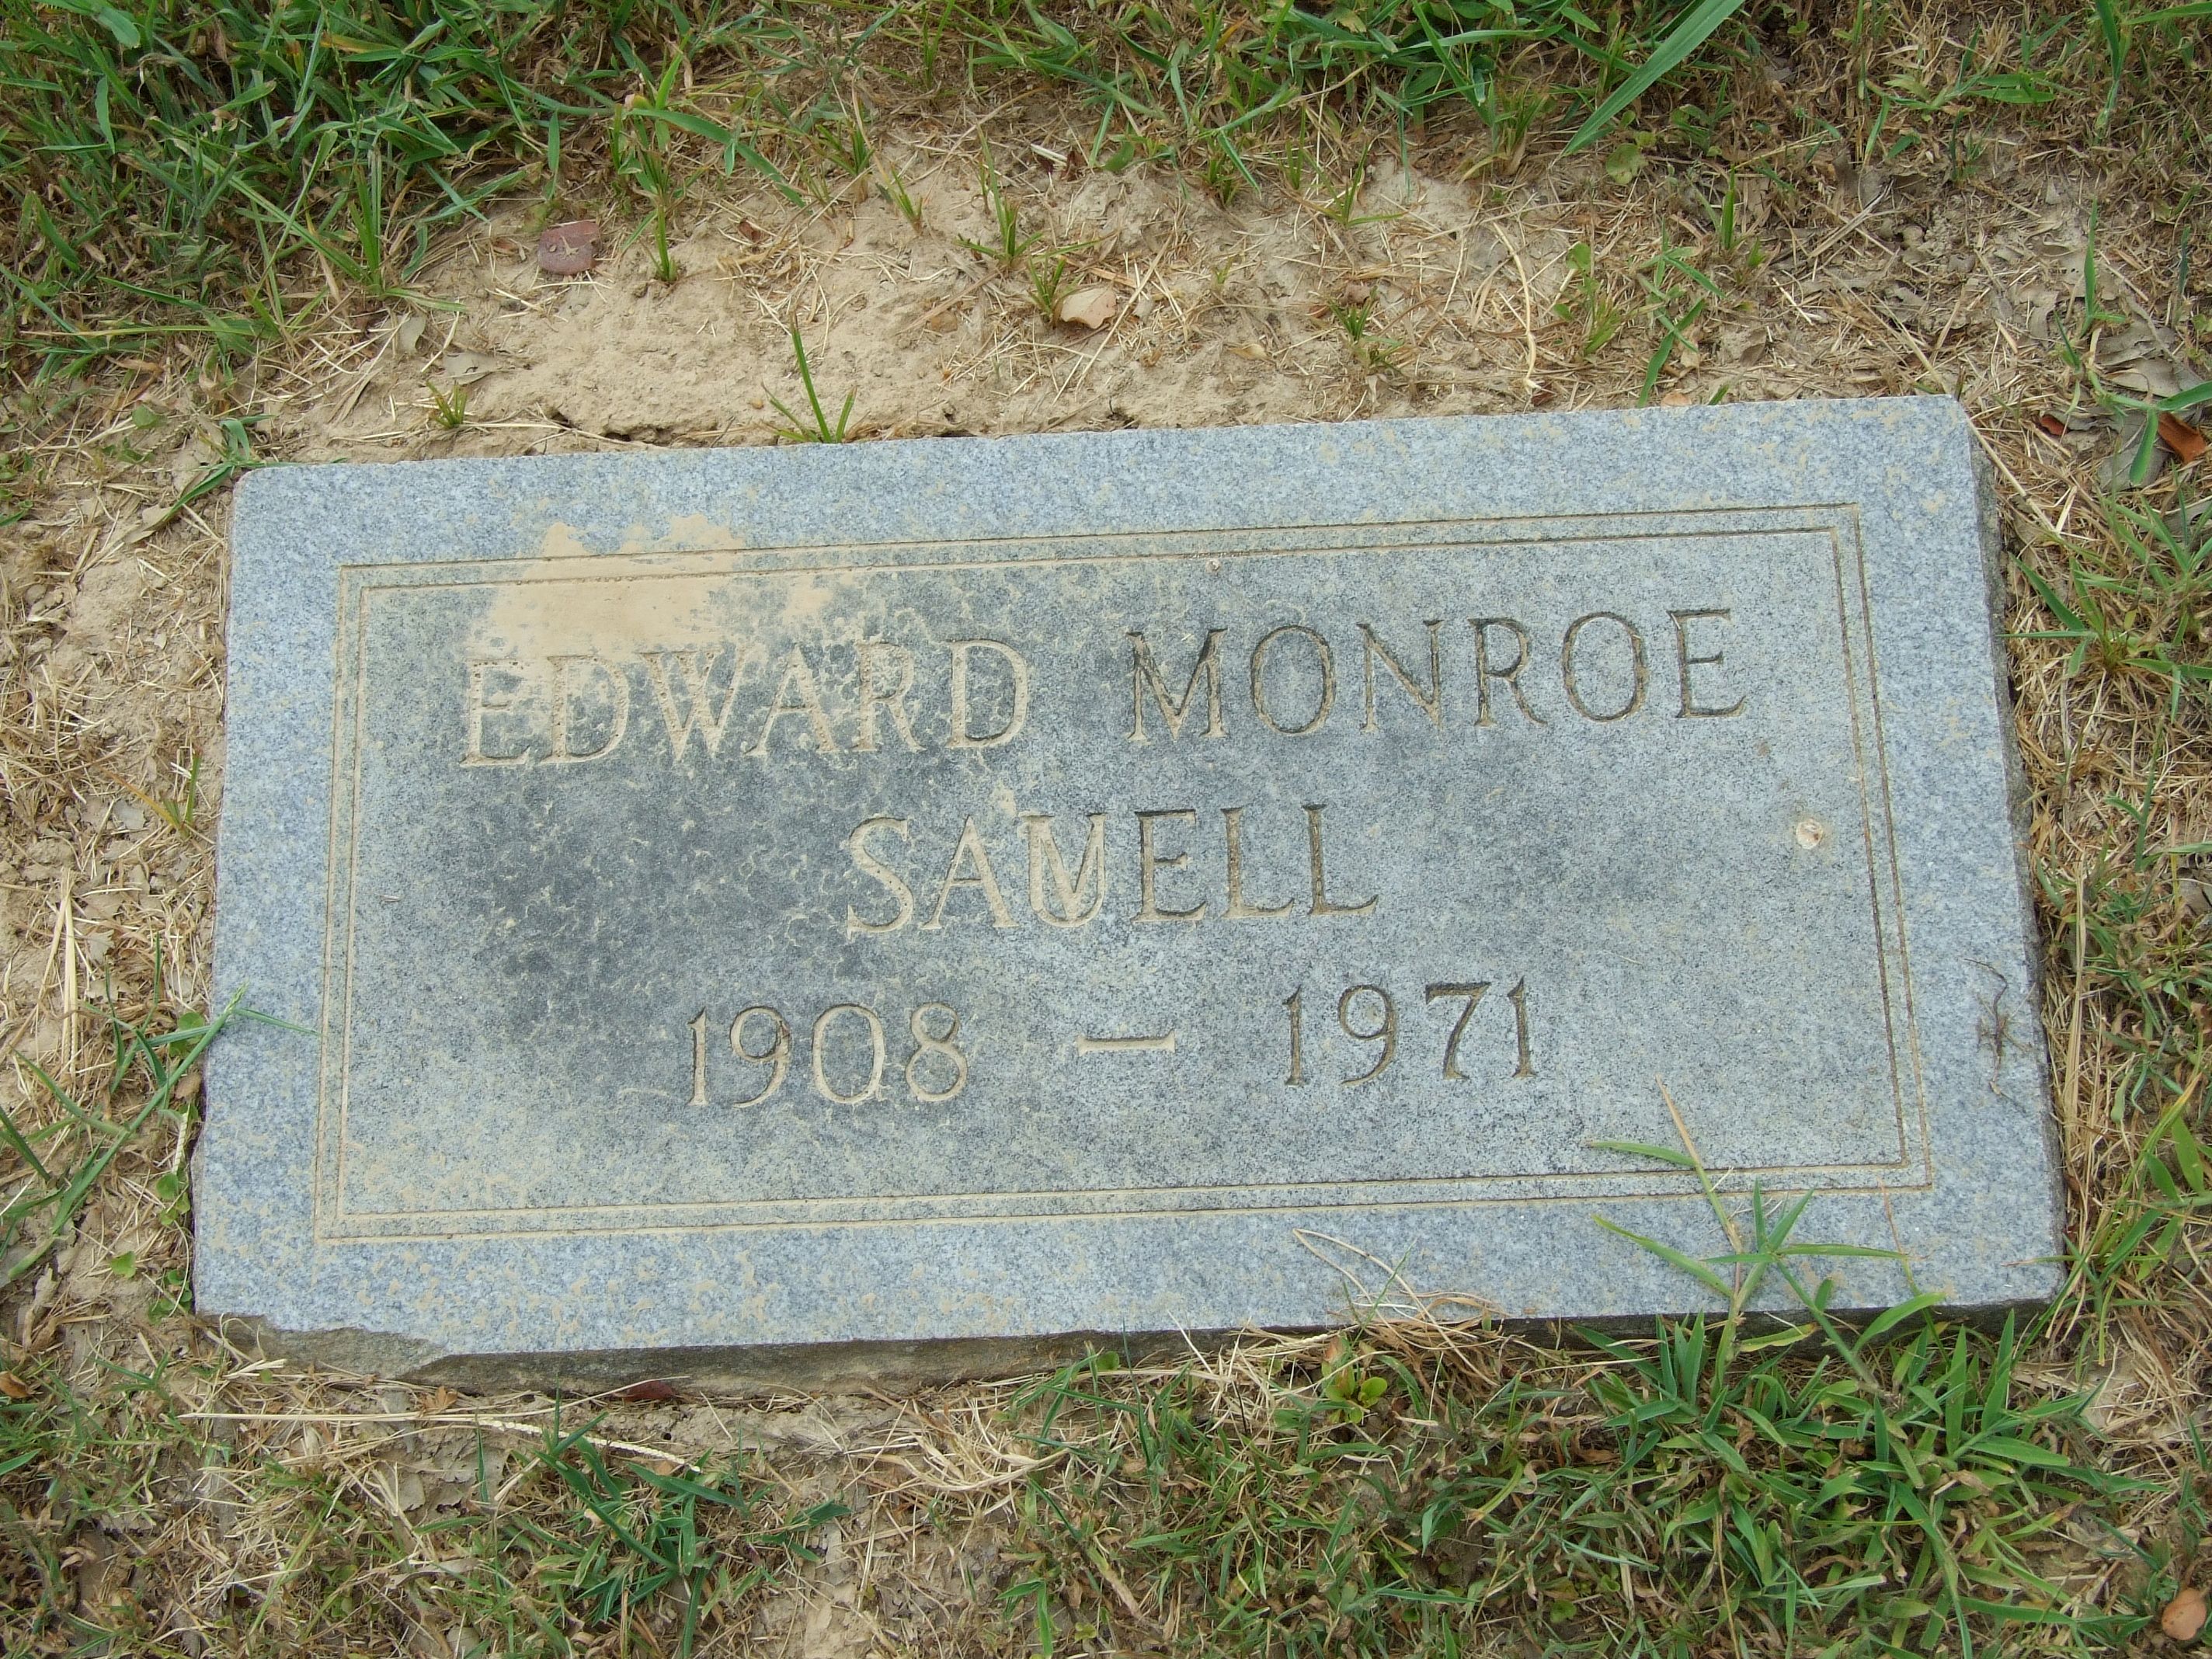 EDWARD MONROE
SAVELL
1908 — 1971